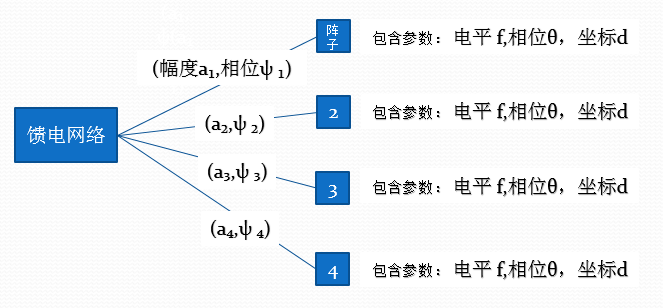 阵子
包含参数：电平 f,相位θ，坐标d
(幅度a₁,相位ψ ₁)
2
包含参数：电平 f,相位θ，坐标d
(a₂,ψ ₂)
馈电网络
(a₃,ψ ₃)
3
包含参数：电平 f,相位θ，坐标d
(a₄,ψ ₄)
4
包含参数：电平 f,相位θ，坐标d